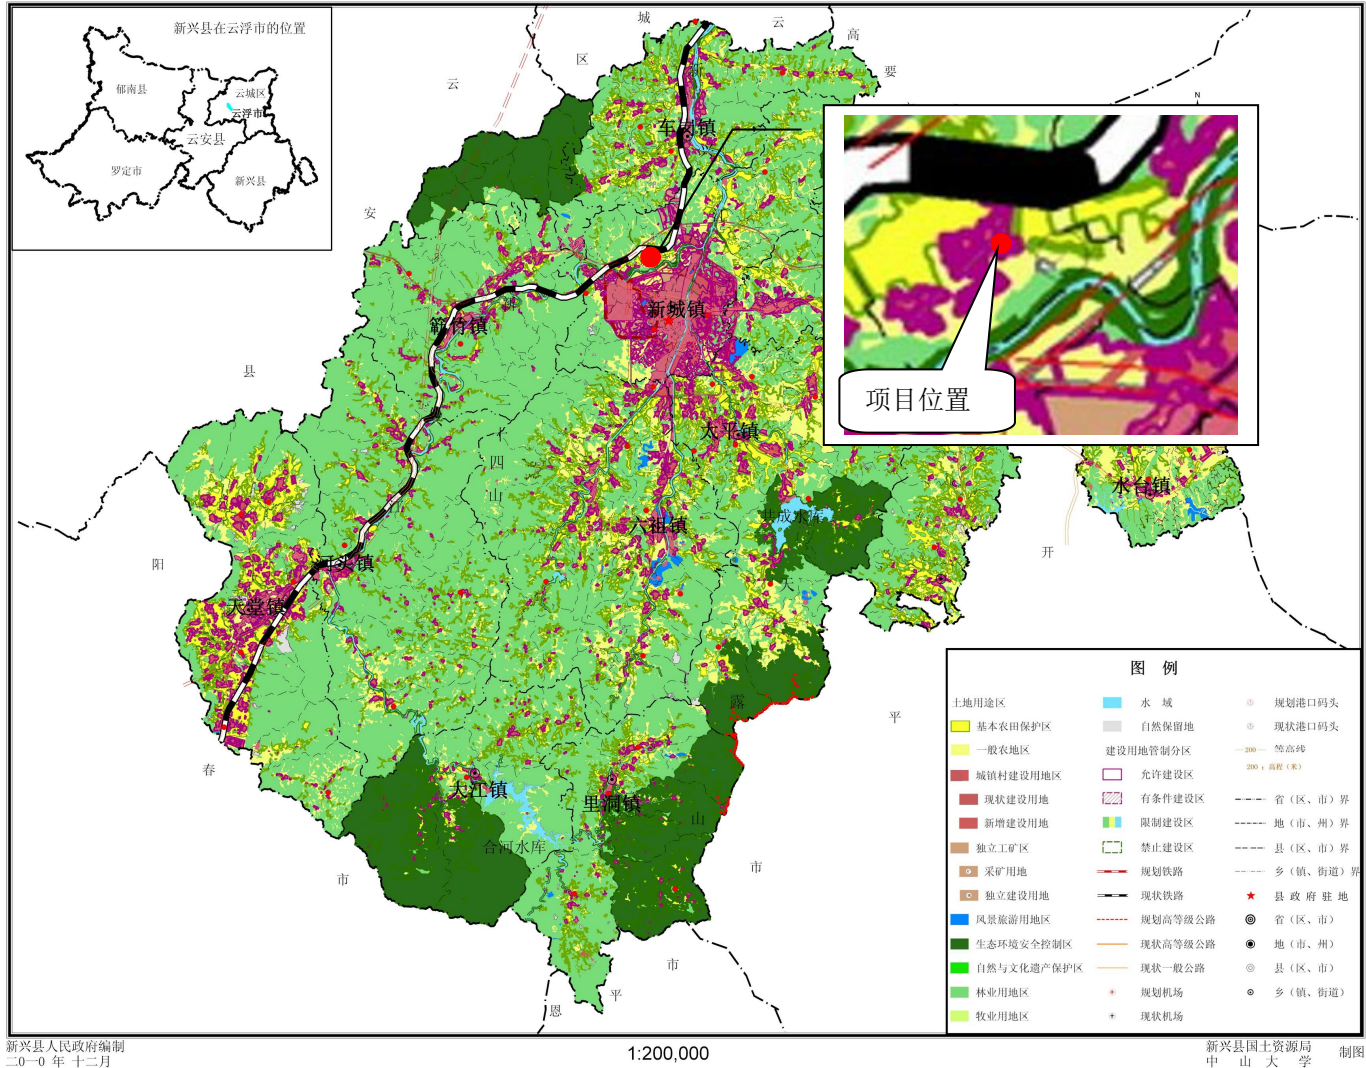 新兴县在云浮市的位置
郁南县
云城区
云浮市
云安县
罗定市
新兴县
城
云
高
区
要
云
安
县
阳
春
市
开
平
市
市
平
恩
N
车岗镇
新
江
新城镇
簕竹镇
太平镇
十
四
山
六祖镇
共成水库
水台镇
河头镇
天堂镇
天
露
山
大江镇
里洞镇
合河水库
项目位置
图 例
土地用途区
基本农田保护区
一般农地区
城镇村建设用地区
现状建设用地
新增建设用地
独立工矿区
采矿用地
独立建设用地
风景旅游用地区
生态环境安全控制区
自然与文化遗产保护区
林业用地区
牧业用地区
水 域
自然保留地
建设用地管制分区
允许建设区
有条件建设区
限制建设区
禁止建设区
规划铁路
现状铁路
规划高等级公路
现状高等级公路
现状一般公路
规划机场
现状机场
规划港口码头
现状港口码头
200 等高线
200 高程（米）
省（区、市）界
地（市、州）界
县（区、市）界
乡（镇、街道）界
县 政 府 驻 地
省（区、市）
地（市、州）
县（区、市）
乡（镇、街道）
新兴县人民政府编制
二0一0 年 十二月
1:200,000
新兴县国土资源局
中 山 大 学
制图